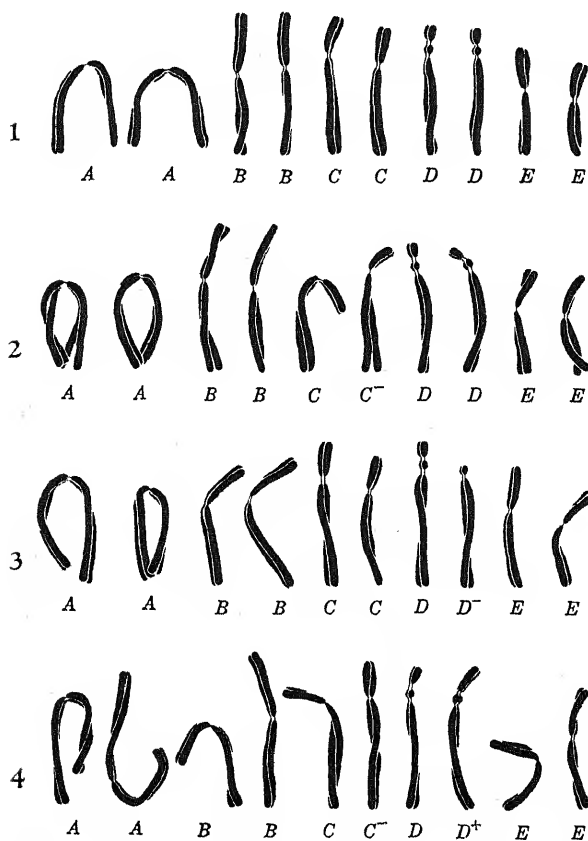 1
A A B B C C D D E E
2
A A B B C C⁻ D D E E
3
A A B B C C D D⁻ E E
4
A A B B C C⁻ D D⁺ E E